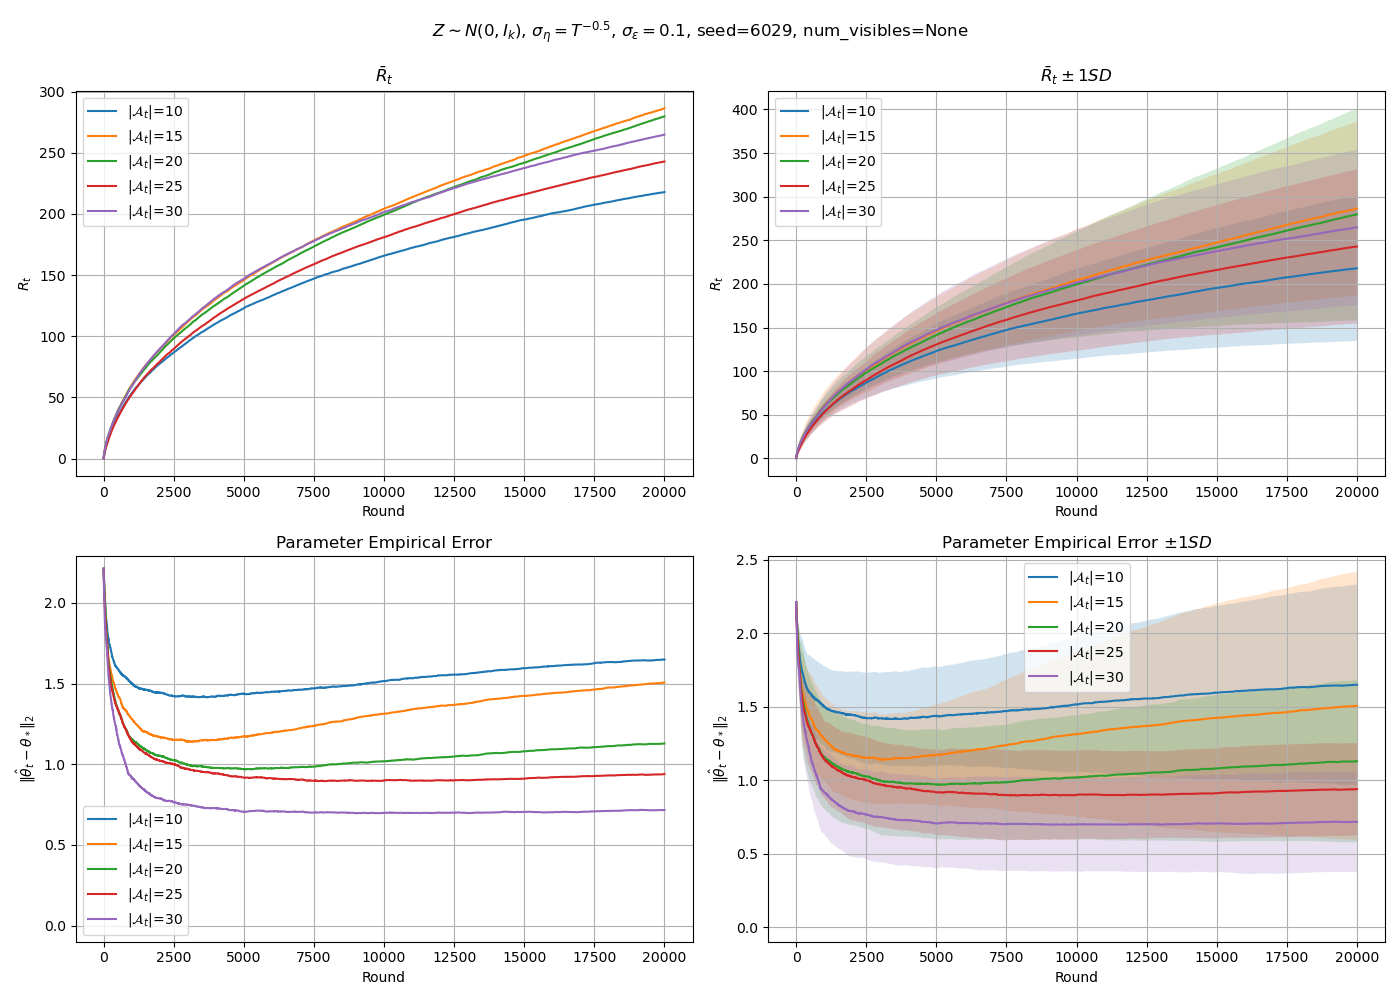 Z ∼ N(0, I_k), σ_η = T^{−0.5}, σ_ε = 0.1, seed=6029, num_visibles=None
R̄_t
300
250
200
150
100
50
0
R_t
|𝒜_t|=10
|𝒜_t|=15
|𝒜_t|=20
|𝒜_t|=25
|𝒜_t|=30
0 2500 5000 7500 10000 12500 15000 17500 20000
Round
R̄_t ± 1SD
400
350
300
250
200
150
100
50
0
R_t
|𝒜_t|=10
|𝒜_t|=15
|𝒜_t|=20
|𝒜_t|=25
|𝒜_t|=30
0 2500 5000 7500 10000 12500 15000 17500 20000
Round
Parameter Empirical Error
2.0
1.5
1.0
0.5
0.0
‖θ̂_t − θ_*‖_2
|𝒜_t|=10
|𝒜_t|=15
|𝒜_t|=20
|𝒜_t|=25
|𝒜_t|=30
0 2500 5000 7500 10000 12500 15000 17500 20000
Round
Parameter Empirical Error ±1SD
2.5
2.0
1.5
1.0
0.5
0.0
‖θ̂_t − θ_*‖_2
|𝒜_t|=10
|𝒜_t|=15
|𝒜_t|=20
|𝒜_t|=25
|𝒜_t|=30
0 2500 5000 7500 10000 12500 15000 17500 20000
Round